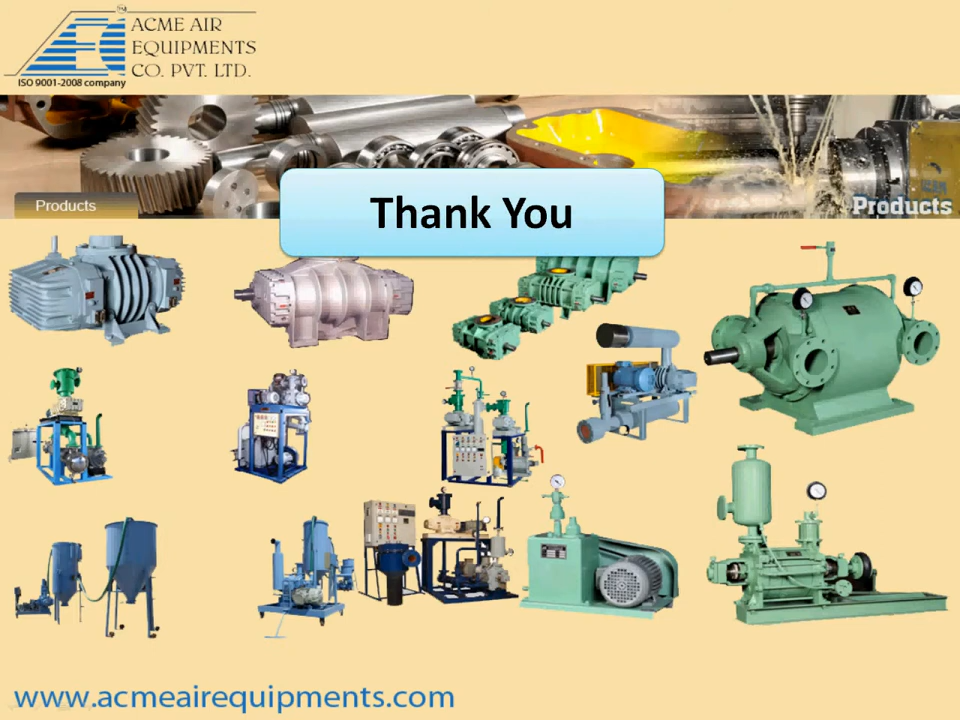 ACME AIR
EQUIPMENTS
CO. PVT. LTD.
ISO 9001-2008 company
Products
Thank You
Products
www.acmeairequipments.com